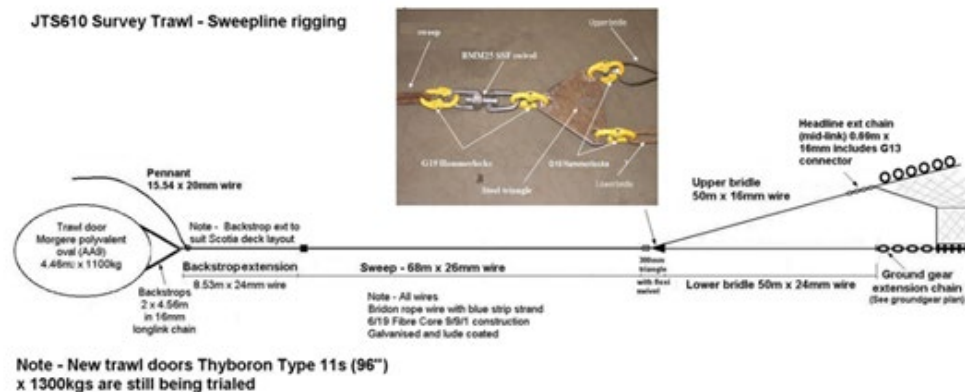 JTS610 Survey Trawl - Sweepline rigging
sweep
BMM25 SSF swivel
Upper bridle
G19 Hammerlocks
G19 Hammerlocks
Steel triangle
Lower bridle
Headline ext chain
(mid-link) 0.69m x
16mm includes G13
connector
Pennant
15.54 x 20mm wire
Upper bridle
50m x 16mm wire
Trawl door
Morgere polyvalent
oval (AA9)
4.46m; x 1100kg
Note - Backstrop ext to
suit Scotia deck layout
Backstrop extension
8.53m x 24mm wire
Sweep - 68m x 26mm wire
300mm
triangle
with
swivel
Lower bridle 50m x 24mm wire
Ground gear
extension chain
(See groundgear plan)
Backstrops
2 x 4.56m
in 16mm
longlink chain
Note - All wires
Bridon rope wire with blue strip strand
6/19 Fibre Core 9/9/1 construction
Galvanised and lude coated
Note - New trawl doors Thyboron Type 11s (96")
x 1300kgs are still being trialed